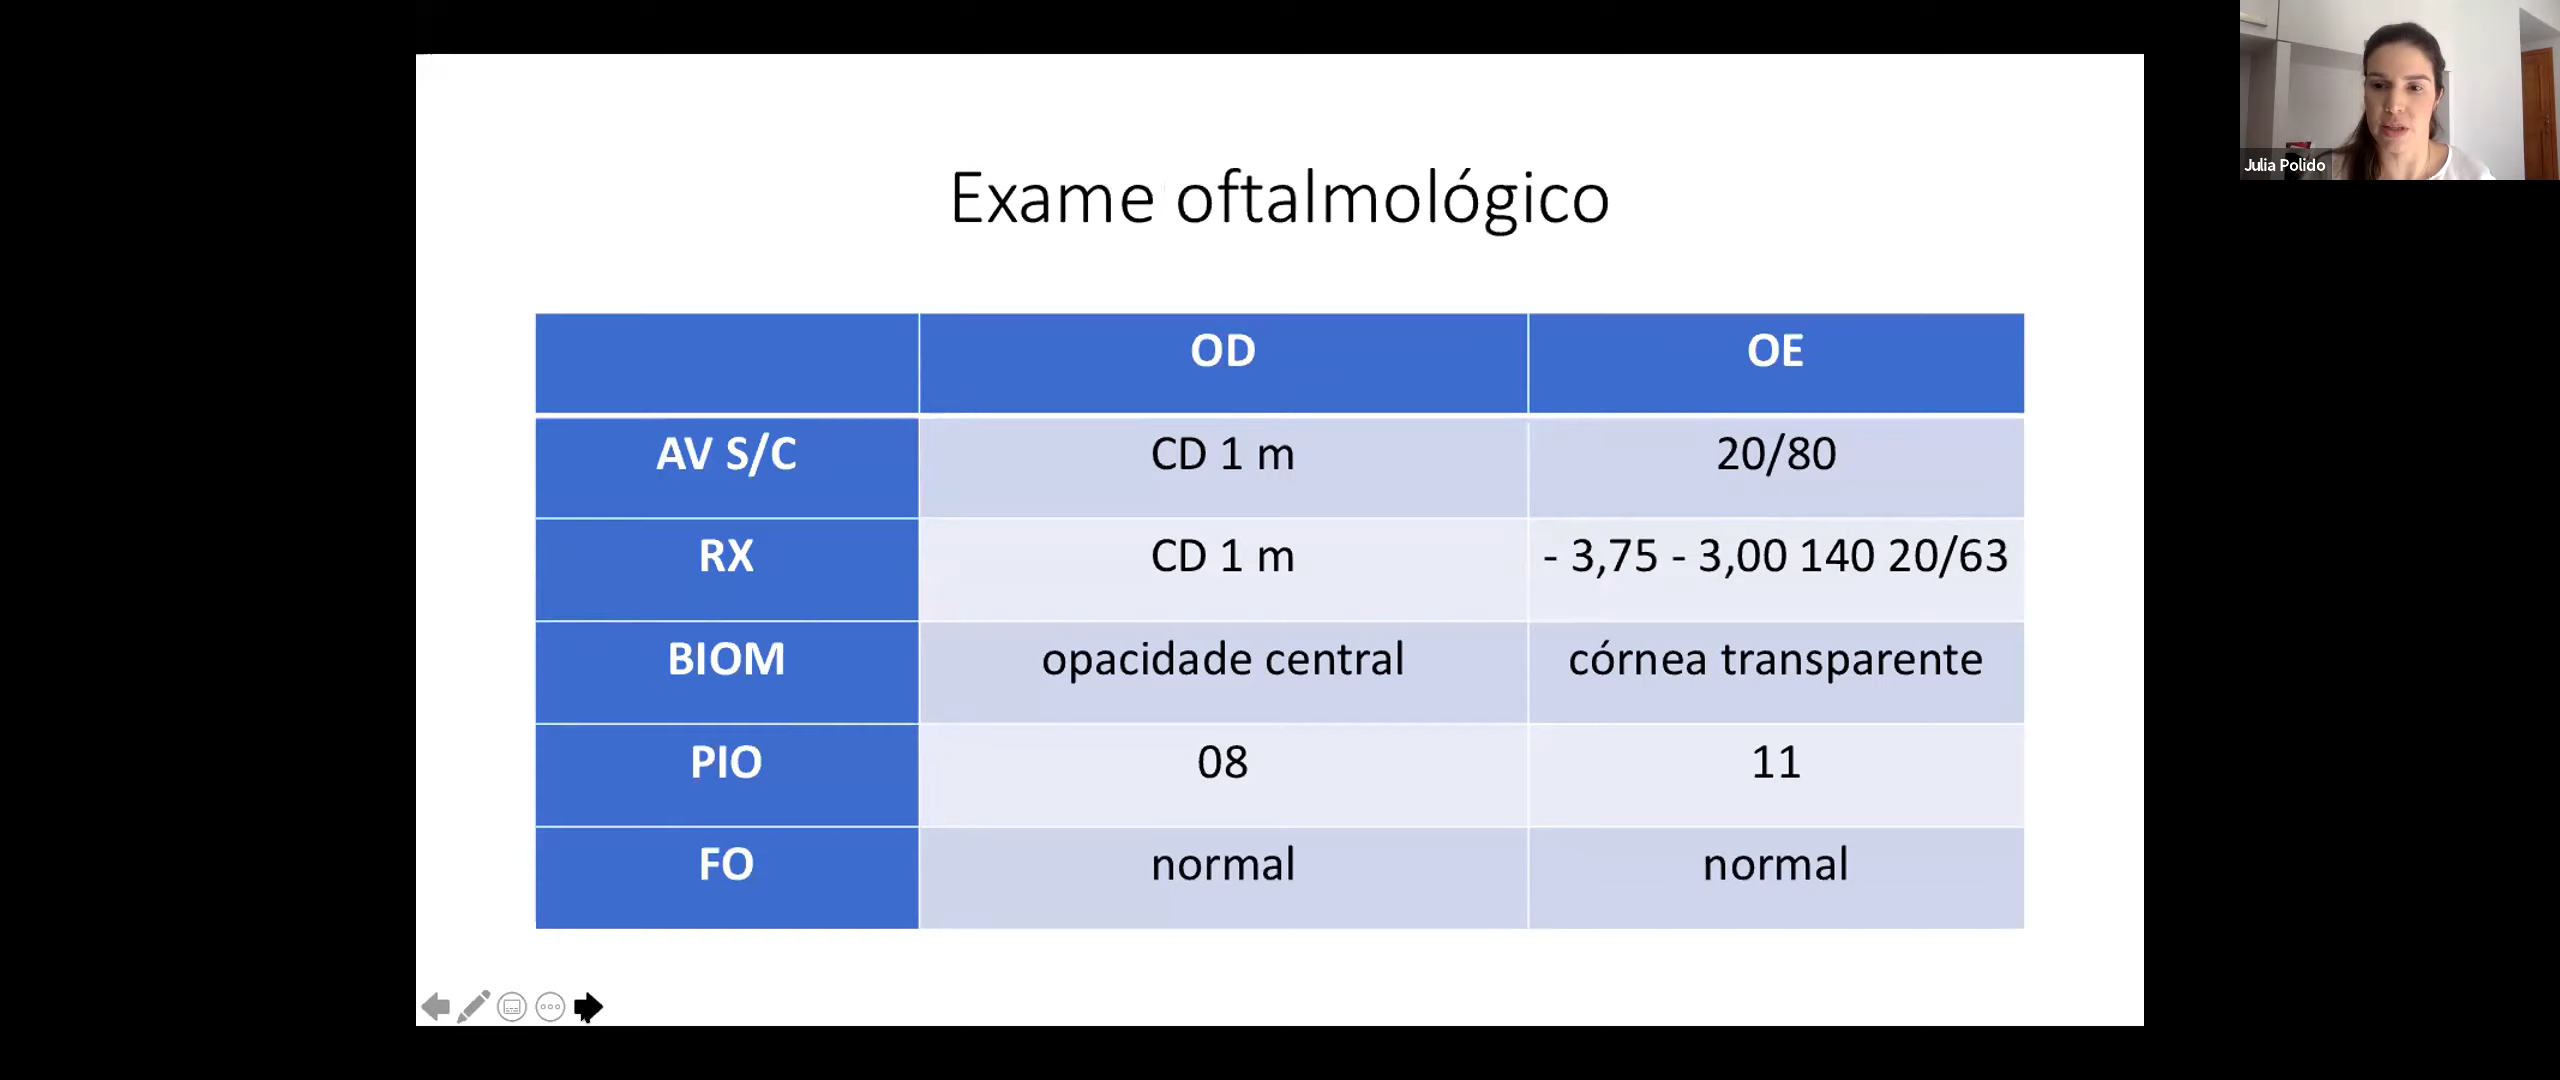 Julia Polido
Exame oftalmológico
OD OE
AV S/C CD 1 m 20/80
RX CD 1 m - 3,75 - 3,00 140 20/63
BIOM opacidade central córnea transparente
PIO 08 11
FO normal normal